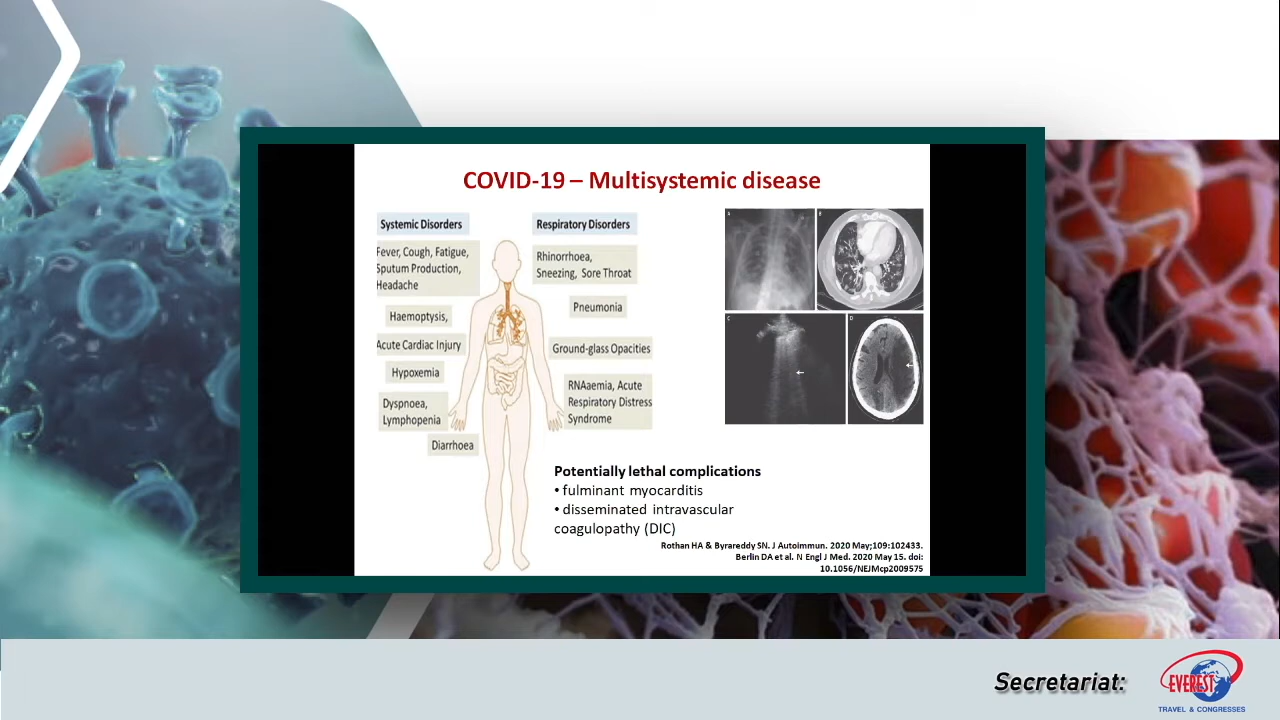 COVID-19 – Multisystemic disease
Systemic Disorders
Fever, Cough, Fatigue,
Sputum Production,
Headache
Haemoptysis,
Acute Cardiac Injury
Hypoxemia
Dyspnoea,
Lymphopenia
Diarrhoea
Respiratory Disorders
Rhinorrhoea,
Sneezing, Sore Throat
Pneumonia
Ground-glass Opacities
RNAaemia, Acute
Respiratory Distress
Syndrome
A
B
C
D
Potentially lethal complications
• fulminant myocarditis
• disseminated intravascular
coagulopathy (DIC)
Rothan HA & Byrareddy SN. J Autoimmun. 2020 May;109:102433.
Berlin DA et al. N Engl J Med. 2020 May 15. doi:
10.1056/NEJMcp2009575
Secretariat:
EVEREST
TRAVEL & CONGRESSES